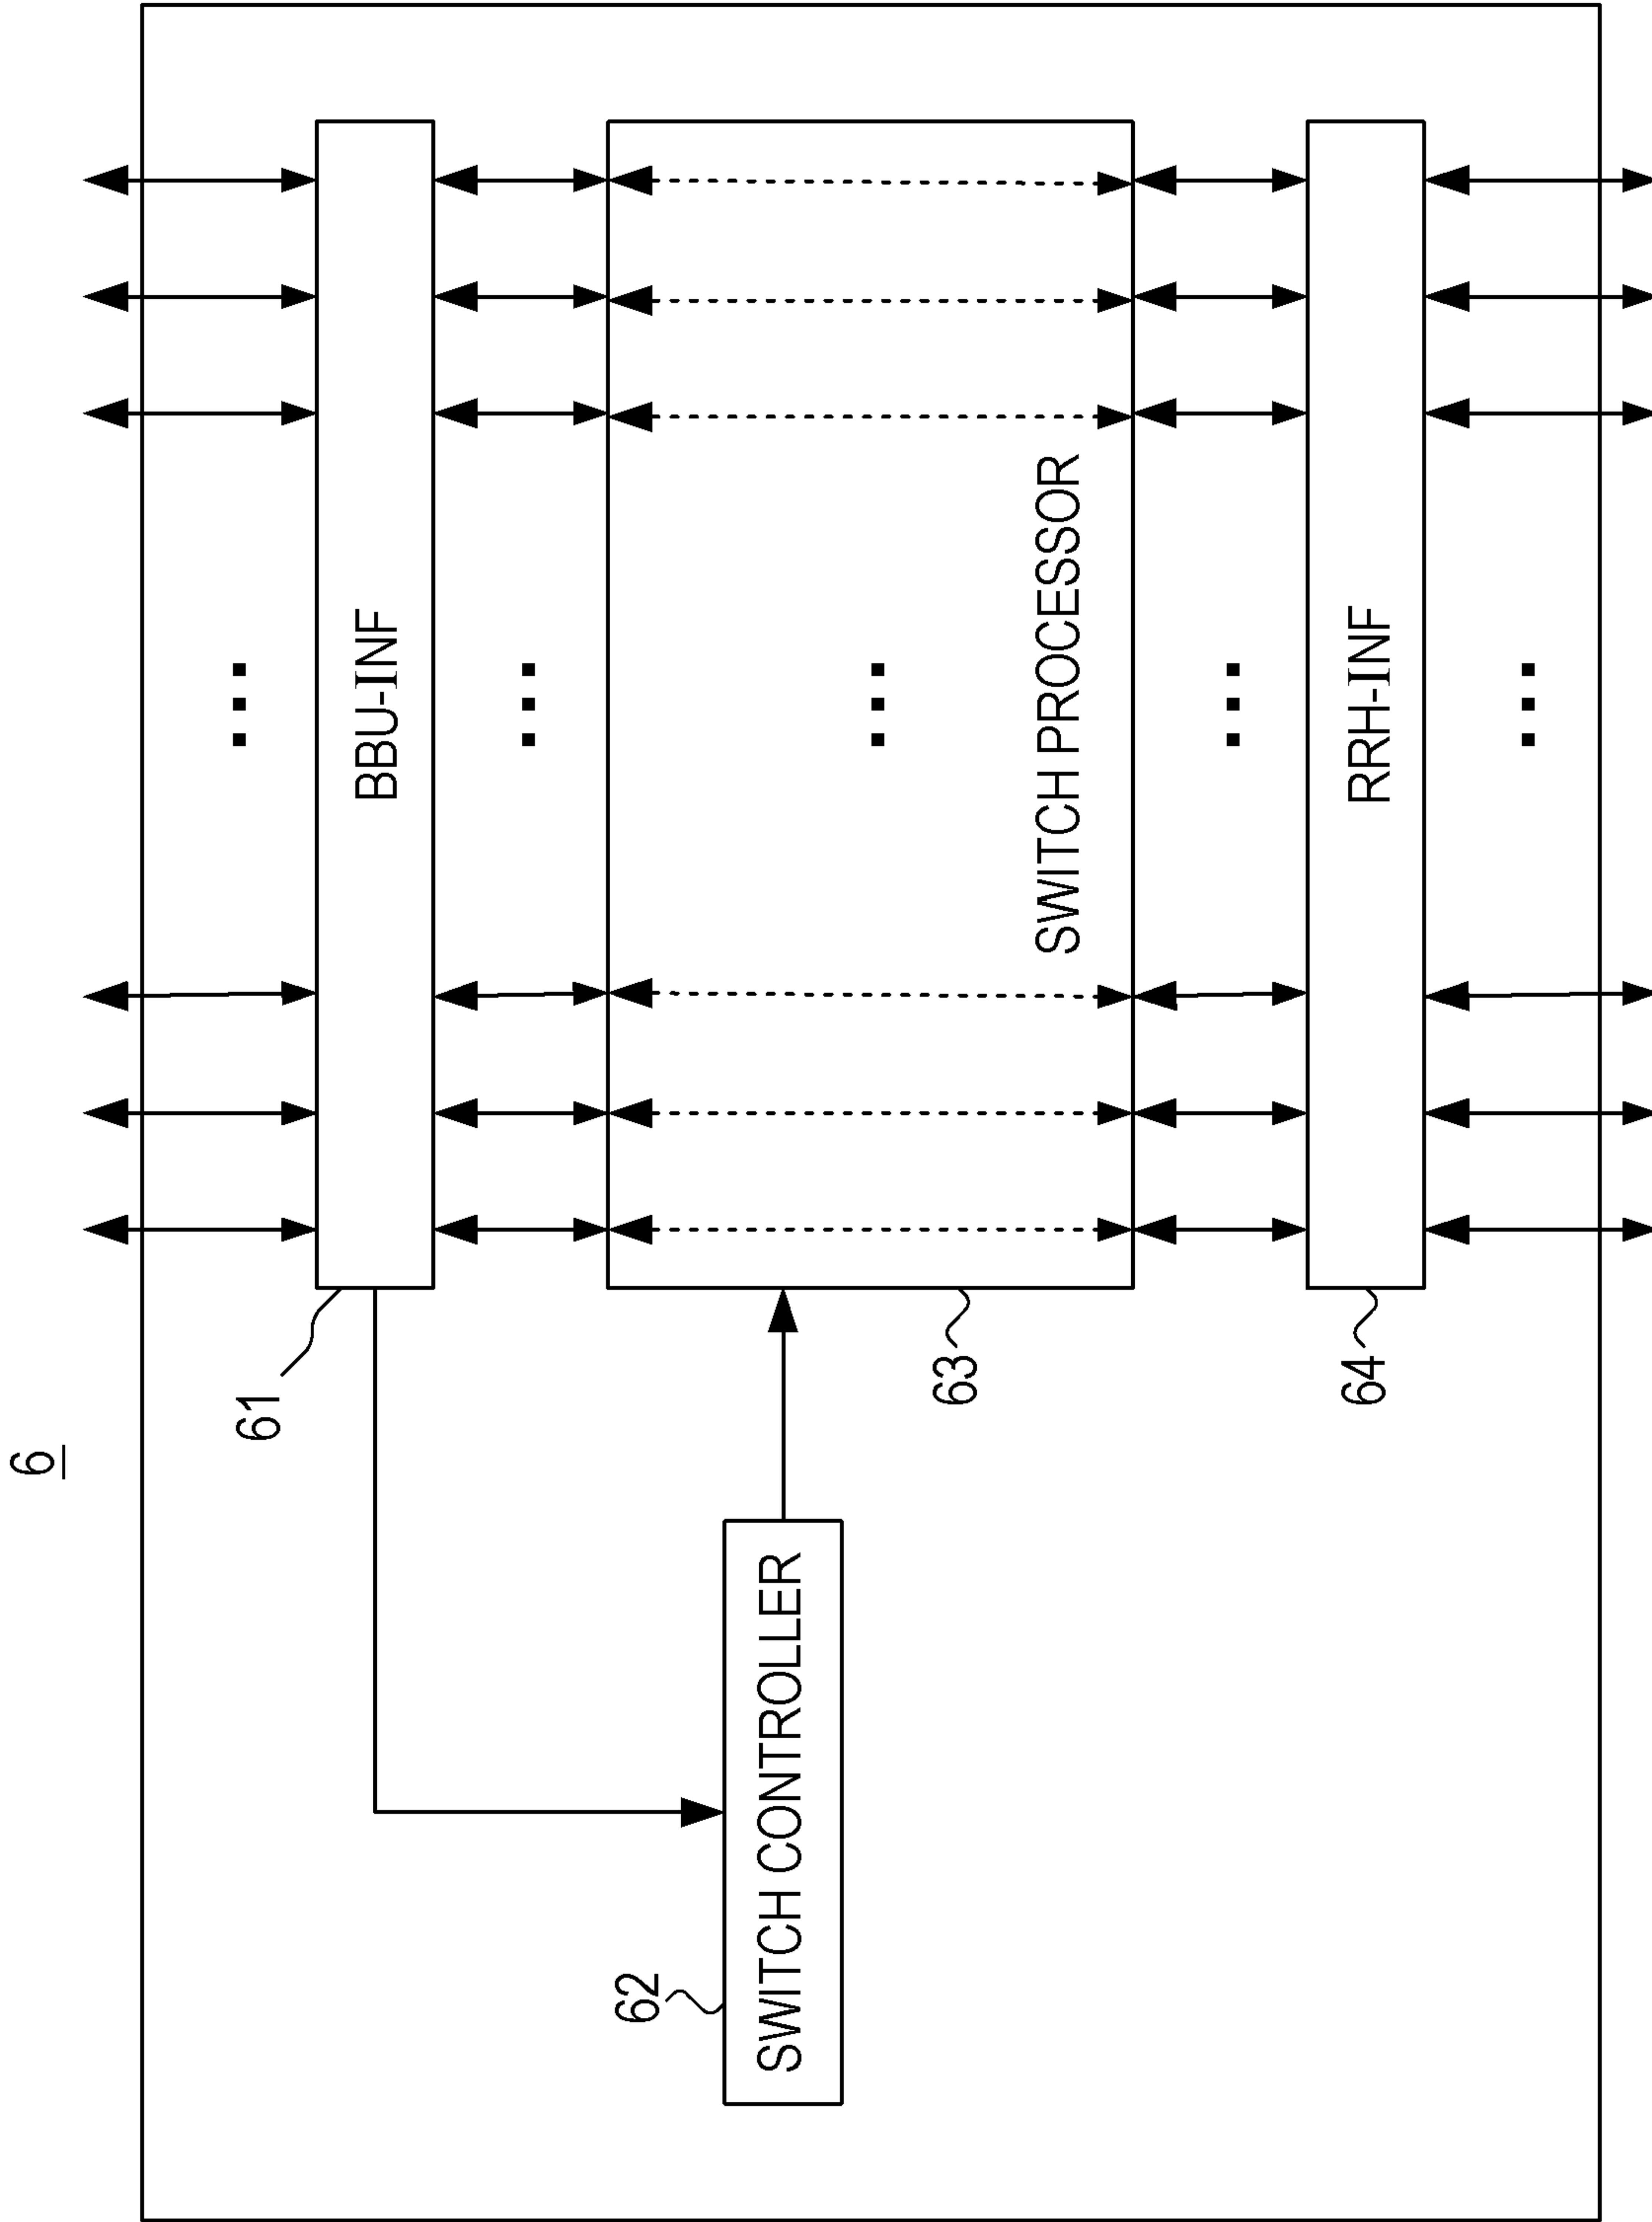 6
61
BBU-INF
62
SWITCH CONTROLLER
63
SWITCH PROCESSOR
64
RRH-INF